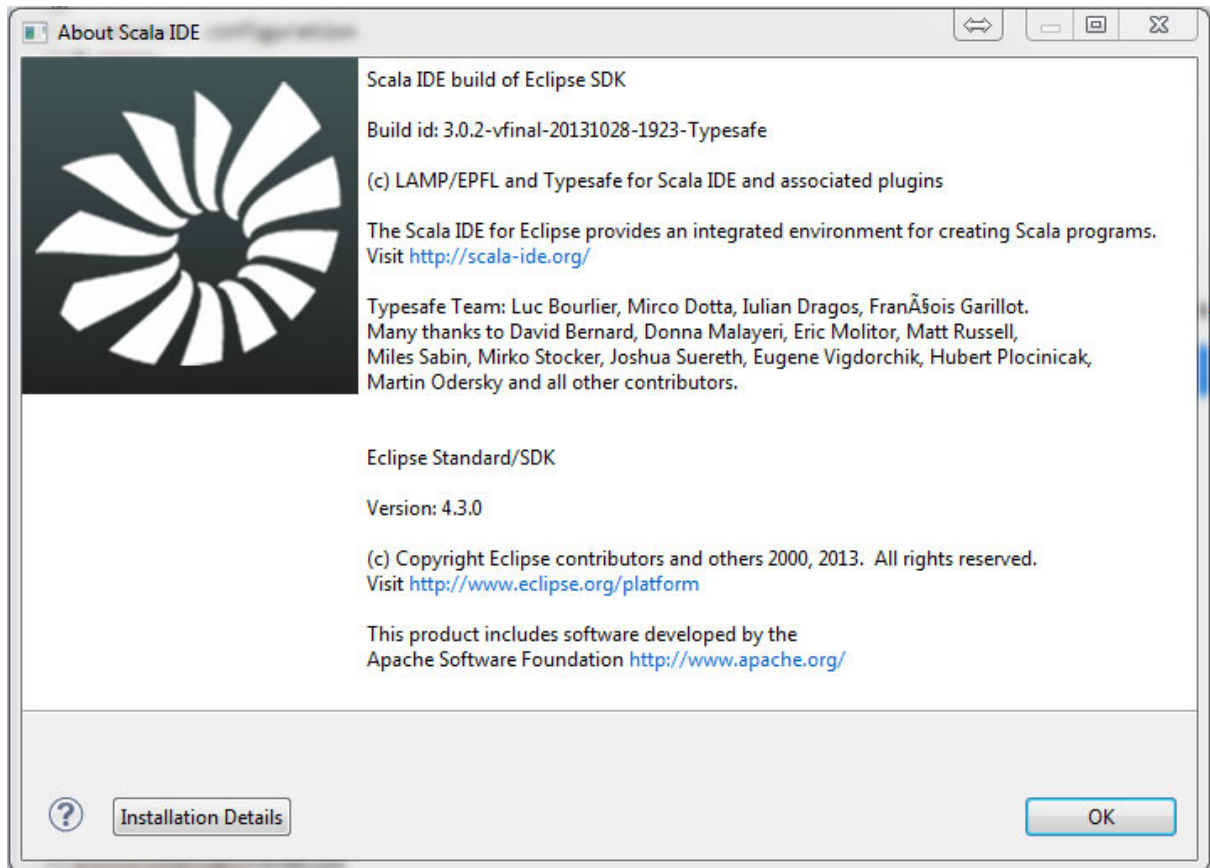 About Scala IDE
Scala IDE build of Eclipse SDK
Build id: 3.0.2-vfinal-20131028-1923-Typesafe
(c) LAMP/EPFL and Typesafe for Scala IDE and associated plugins
The Scala IDE for Eclipse provides an integrated environment for creating Scala programs.
Visit http://scala-ide.org/
Typesafe Team: Luc Bourlier, Mirco Dotta, Iulian Dragos, FranÃ§ois Garillot.
Many thanks to David Bernard, Donna Malayeri, Eric Molitor, Matt Russell,
Miles Sabin, Mirko Stocker, Joshua Suereth, Eugene Vigdorchik, Hubert Plocinicak,
Martin Odersky and all other contributors.
Eclipse Standard/SDK
Version: 4.3.0
(c) Copyright Eclipse contributors and others 2000, 2013.  All rights reserved.
Visit http://www.eclipse.org/platform
This product includes software developed by the
Apache Software Foundation http://www.apache.org/
Installation Details
OK